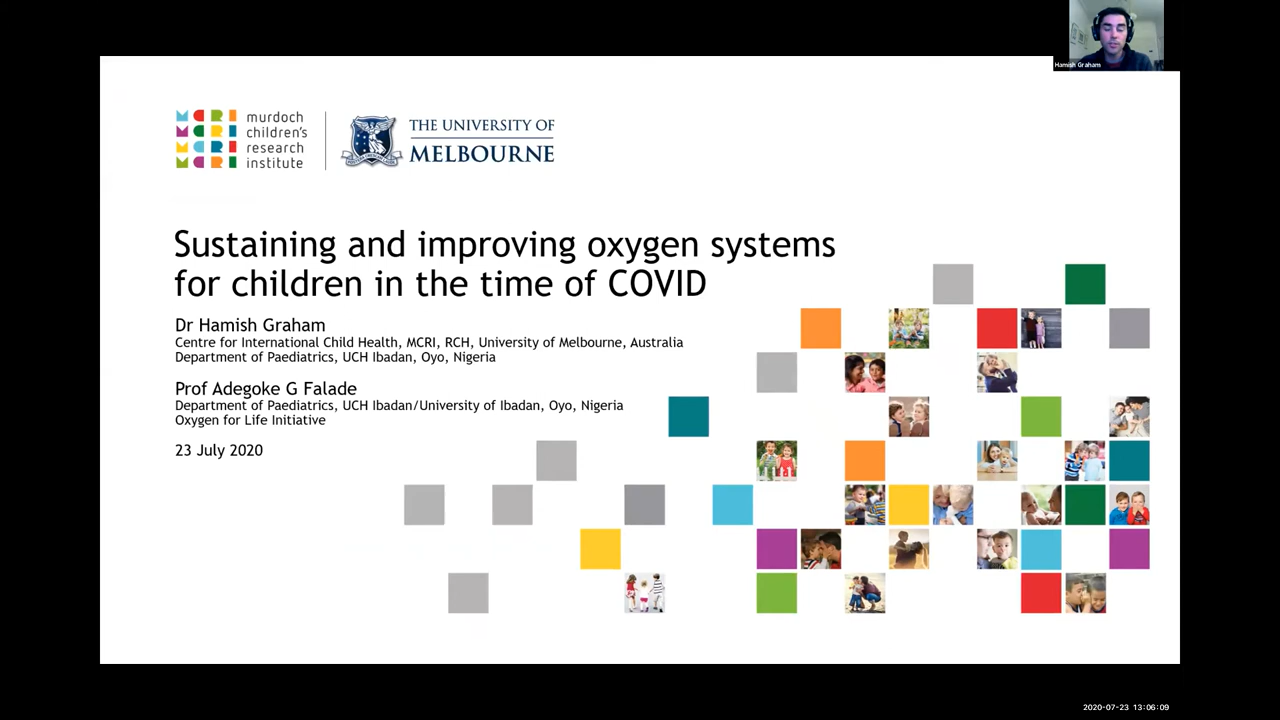 Hamish Graham
murdoch
children's
research
institute
THE UNIVERSITY OF
MELBOURNE
Sustaining and improving oxygen systems
for children in the time of COVID
Dr Hamish Graham
Centre for International Child Health, MCRI, RCH, University of Melbourne, Australia
Department of Paediatrics, UCH Ibadan, Oyo, Nigeria
Prof Adegoke G Falade
Department of Paediatrics, UCH Ibadan/University of Ibadan, Oyo, Nigeria
Oxygen for Life Initiative
23 July 2020
2020-07-23 13:06:09